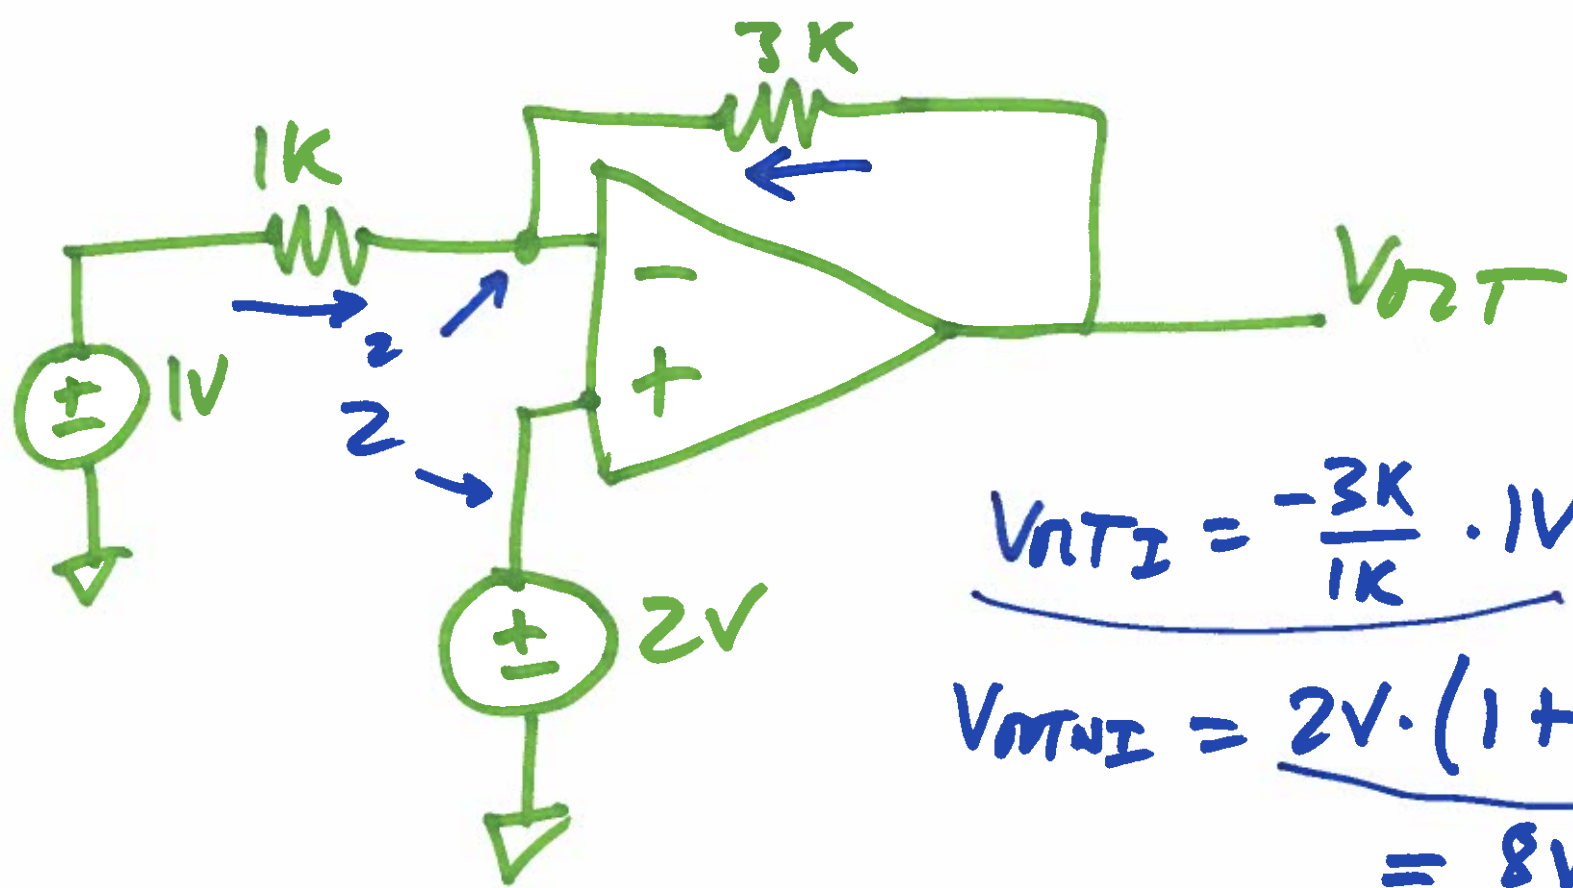 3K
1K
- 
+
VOUT
±
1V
2
2
±
2V
VOUTI = -3K/1K · 1V
VOUTNI = 2V · (1 +
= 8V